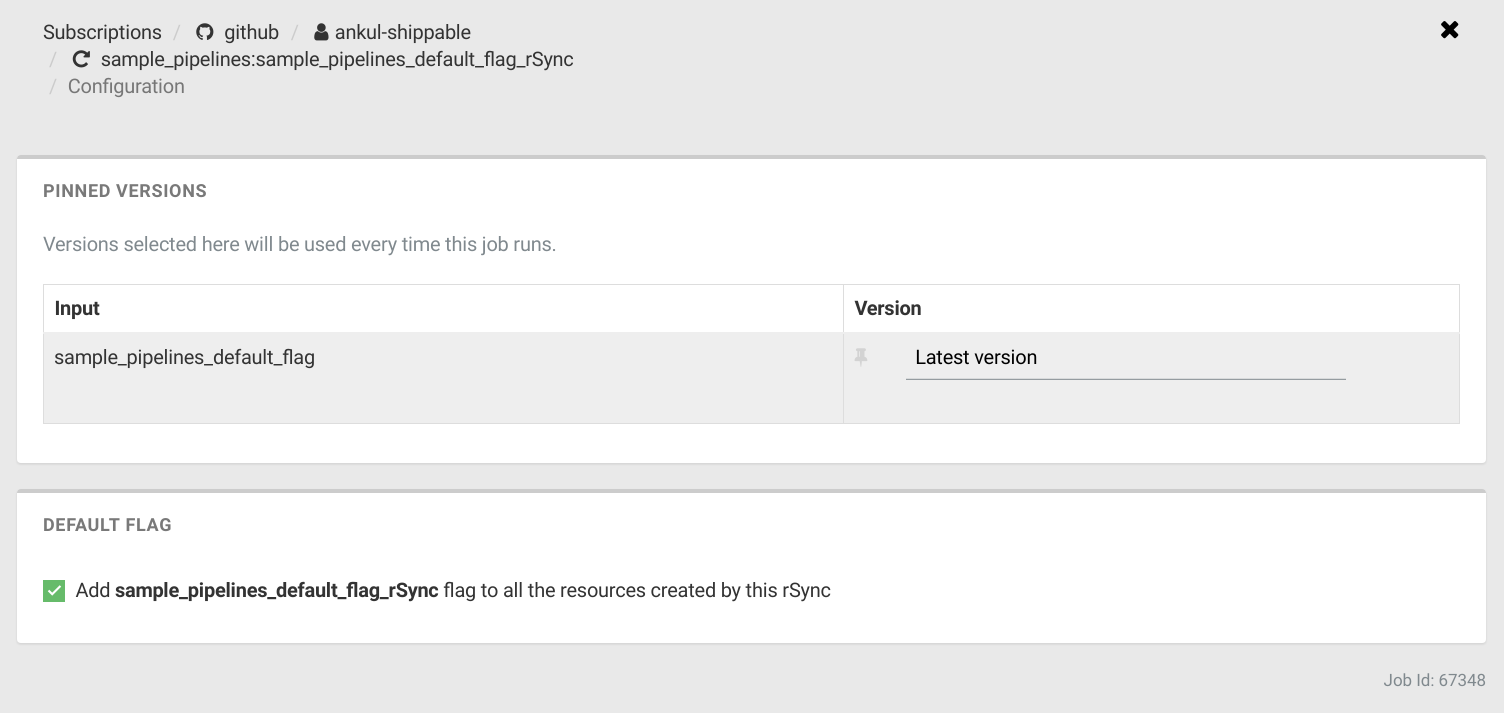 Subscriptions / github / ankul-shippable
/ sample_pipelines:sample_pipelines_default_flag_rSync
/ Configuration
PINNED VERSIONS
Versions selected here will be used every time this job runs.
Input Version
sample_pipelines_default_flag Latest version
DEFAULT FLAG
Add sample_pipelines_default_flag_rSync flag to all the resources created by this rSync
Job Id: 67348